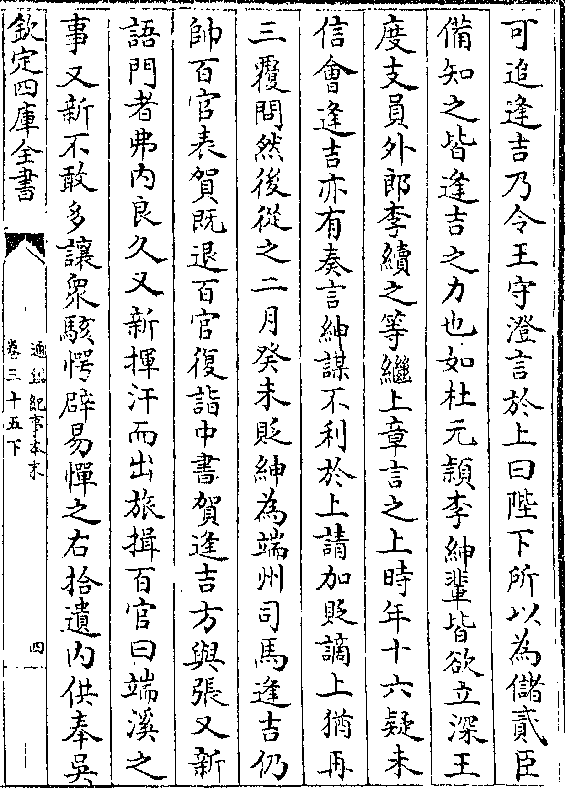 可追逢吉乃令王守澄言於上曰陛下所以為儲貳臣
備知之皆逢吉之力也如杜元頴李紳輩皆欲立深王
度支員外郎李續之等繼上章言之上時年十六疑未
信會逢吉亦有奏言紳謀不利於上請加貶謫上猶再
三覆問然後從之二月癸未貶紳為端州司馬逢吉仍
帥百官表賀既退百官復詣中書賀逢吉方與張又新
語門者弗內良久又新揮汗而出旅揖百官曰端溪之
事又新不敢多讓衆駭愕辟易憚之右拾遺内供奉吳
欽定四庫全書
通鑑紀事本末
卷三十五下
四